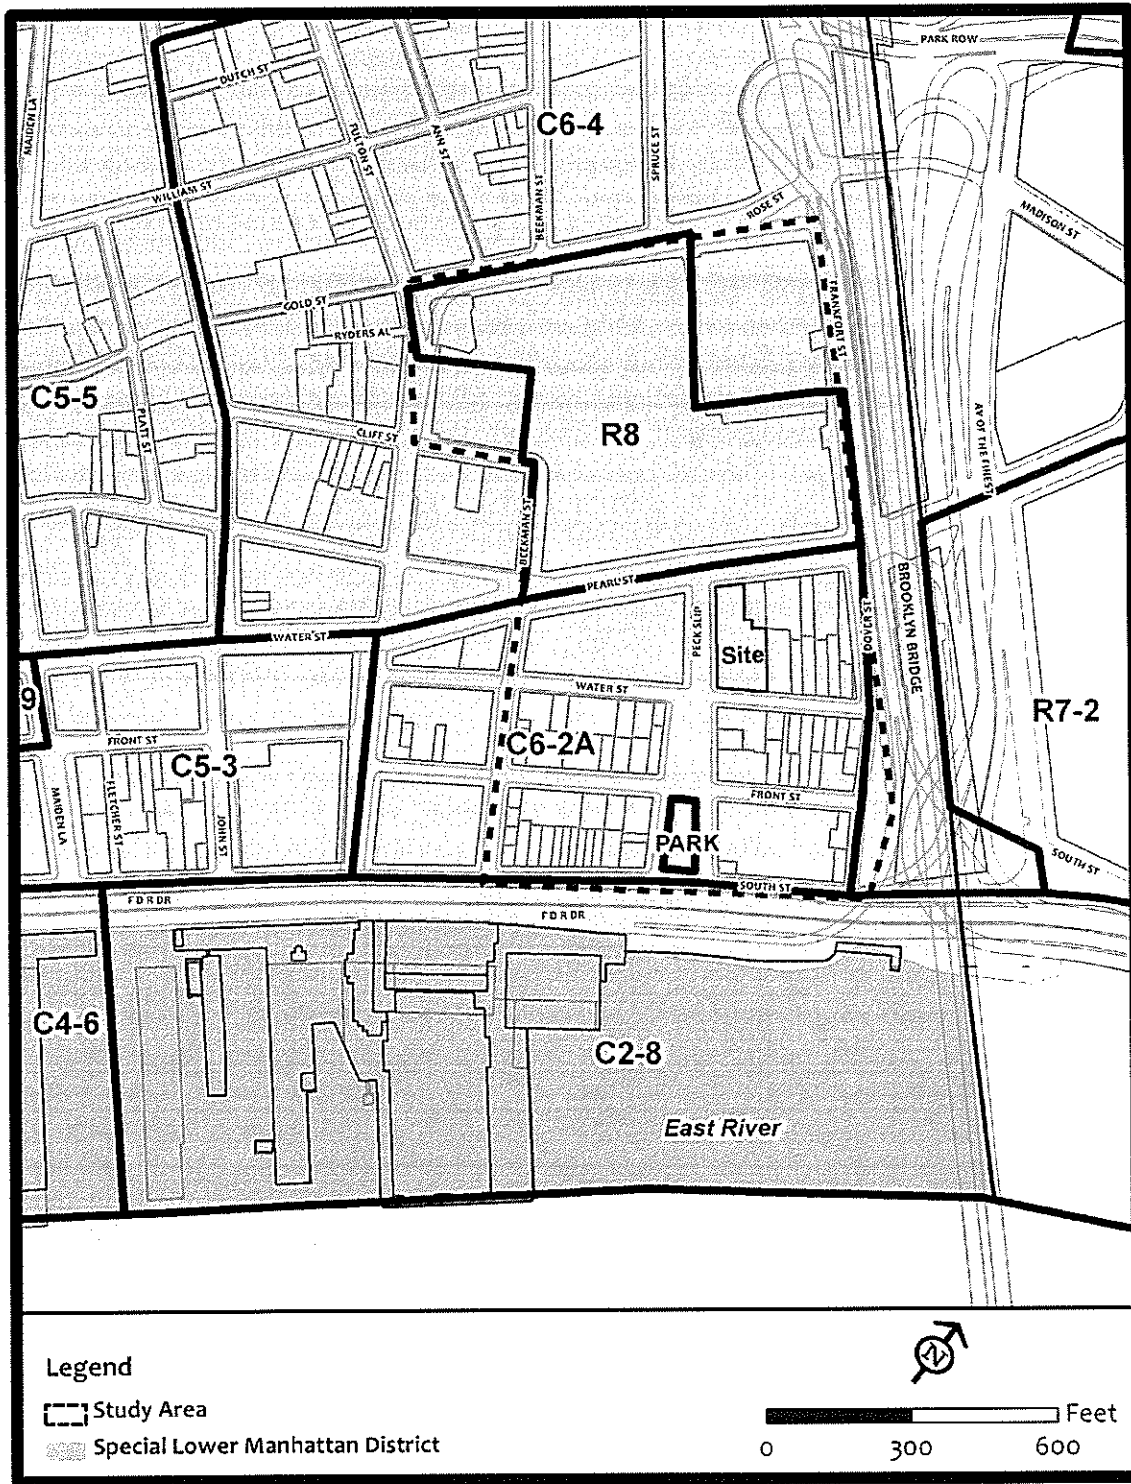 PARK ROW
DUTCH ST
MAIDEN LA
FULTON ST
ANN ST
C6-4
SPRUCE ST
WILLIAM ST
BEEKMAN ST
ROSE ST
MADISON ST
GOLD ST
RYDERS AL
FRANKFORT ST
C5-5
PLATT ST
CLIFF ST
R8
AV OF THE FINEST
BEEKMAN ST
PEARL ST
BROOKLYN BRIDGE
WATER ST
PECK SLIP
DOVER ST
Site
9
WATER ST
R7-2
FRONT ST
C5-3
C6-2A
MAIDEN LA
FLETCHER ST
JOHN ST
FRONT ST
PARK
SOUTH ST
SOUTH ST
F D R DR
F D R DR
C4-6
C2-8
East River
Legend
N
Study Area
Feet
Special Lower Manhattan District
0 300 600